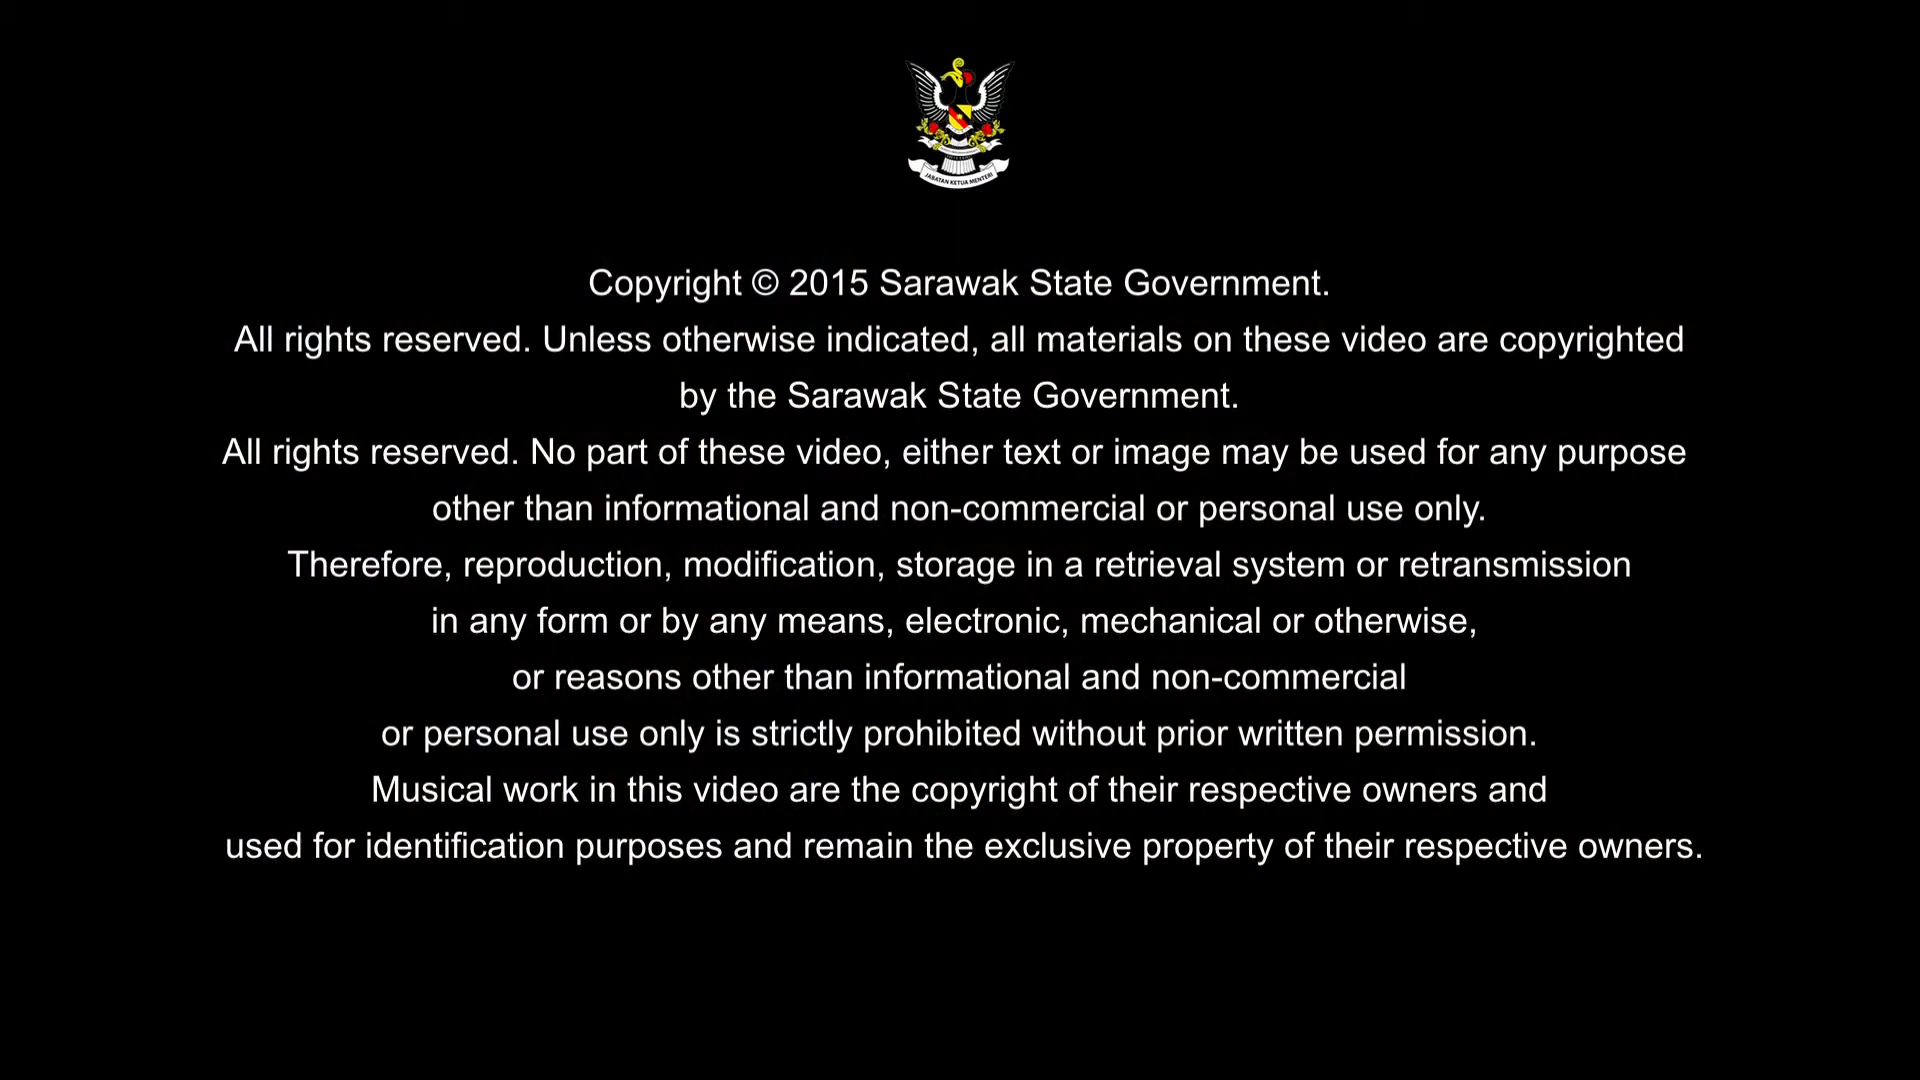 JABATAN KETUA MENTERI
Copyright © 2015 Sarawak State Government.
All rights reserved. Unless otherwise indicated, all materials on these video are copyrighted
by the Sarawak State Government.
All rights reserved. No part of these video, either text or image may be used for any purpose
other than informational and non-commercial or personal use only.
Therefore, reproduction, modification, storage in a retrieval system or retransmission
in any form or by any means, electronic, mechanical or otherwise,
or reasons other than informational and non-commercial
or personal use only is strictly prohibited without prior written permission.
Musical work in this video are the copyright of their respective owners and
used for identification purposes and remain the exclusive property of their respective owners.